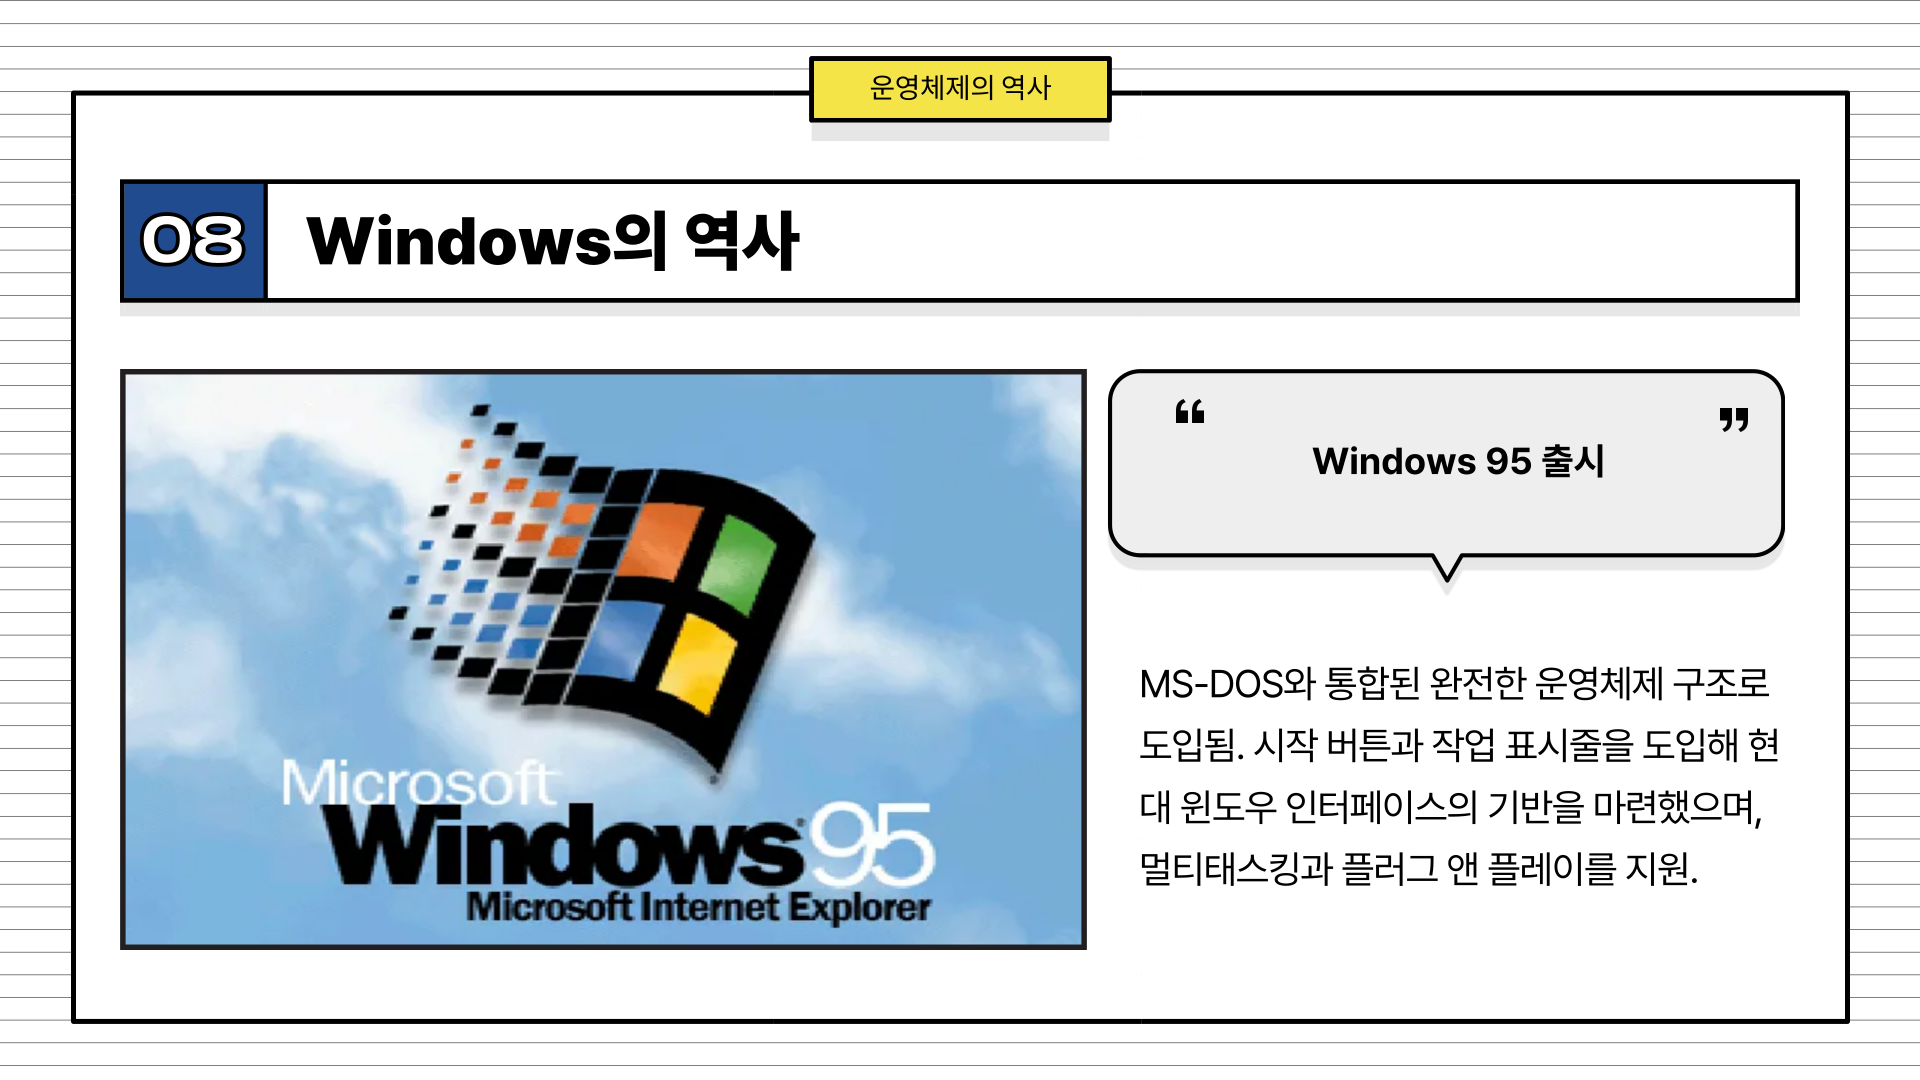 운영체제의 역사
08
Windows의 역사
Microsoft
Windows 95
Microsoft Internet Explorer
“ ”
Windows 95 출시
MS-DOS와 통합된 완전한 운영체제 구조로
도입됨. 시작 버튼과 작업 표시줄을 도입해 현
대 윈도우 인터페이스의 기반을 마련했으며,
멀티태스킹과 플러그 앤 플레이를 지원.